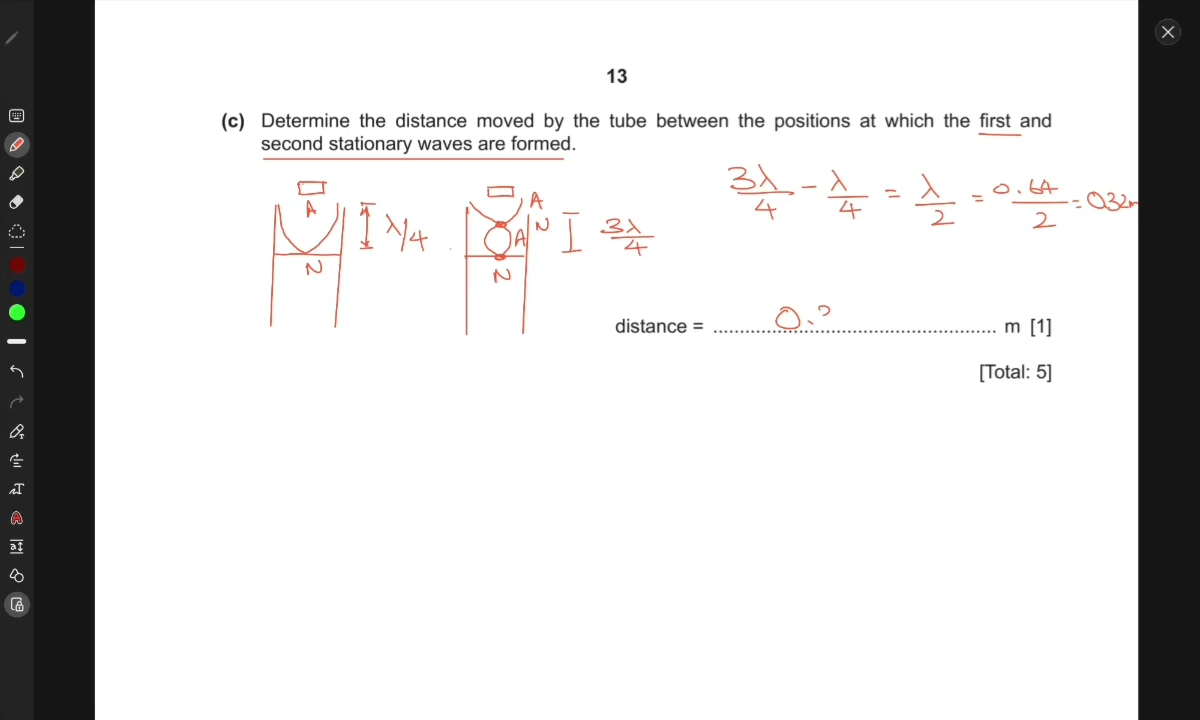 13
(c) Determine the distance moved by the tube between the positions at which the first and
second stationary waves are formed.
A
N
λ/4
A
N
A
N
3λ/4
3λ/4 - λ/4 = λ/2 = 0.64/2 = 0.32m
distance = 0.3 m [1]
[Total: 5]